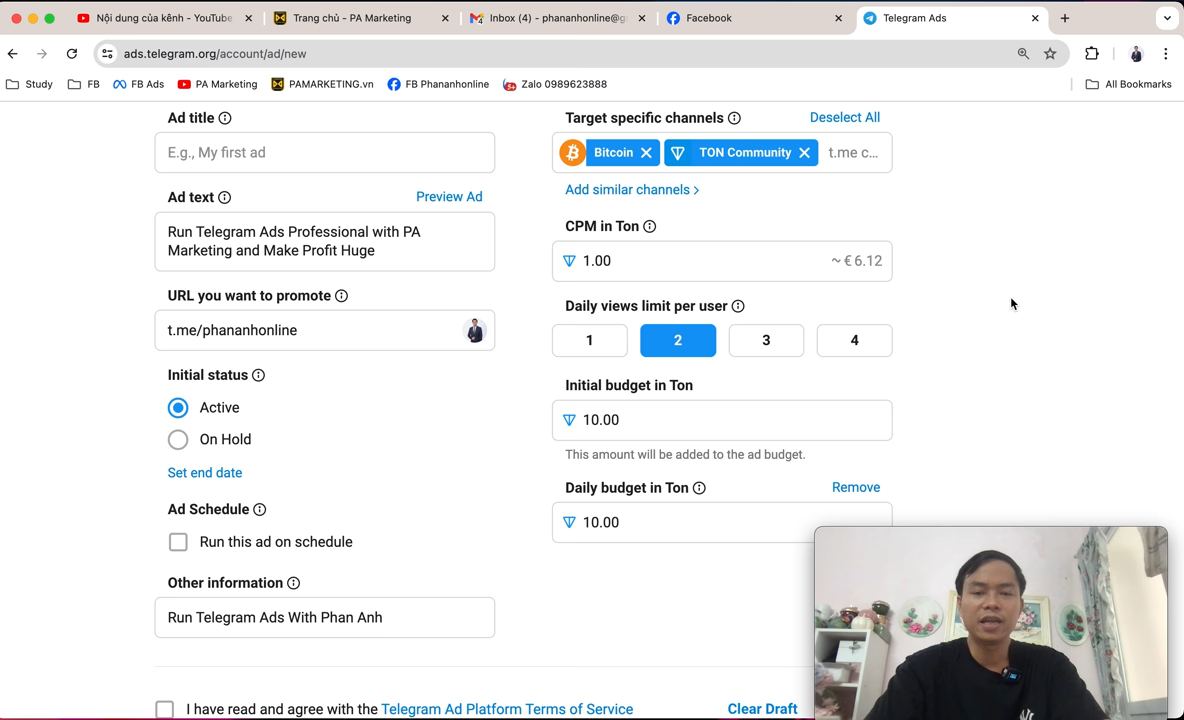 Nội dung của kênh - YouTube
Trang chủ - PA Marketing
Inbox (4) - phananhonline@g
Facebook
Telegram Ads
ads.telegram.org/account/ad/new
Study
FB
FB Ads
PA Marketing
PAMARKETING.vn
FB Phananhonline
Zalo 0989623888
All Bookmarks
Ad title
E.g., My first ad
Ad text
Preview Ad
Run Telegram Ads Professional with PA
Marketing and Make Profit Huge
URL you want to promote
t.me/phananhonline
Initial status
Active
On Hold
Set end date
Ad Schedule
Run this ad on schedule
Other information
Run Telegram Ads With Phan Anh
Target specific channels
Deselect All
Bitcoin
TON Community
t.me c...
Add similar channels >
CPM in Ton
1.00
~ € 6.12
Daily views limit per user
1
2
3
4
Initial budget in Ton
10.00
This amount will be added to the ad budget.
Daily budget in Ton
Remove
10.00
I have read and agree with the Telegram Ad Platform Terms of Service
Clear Draft